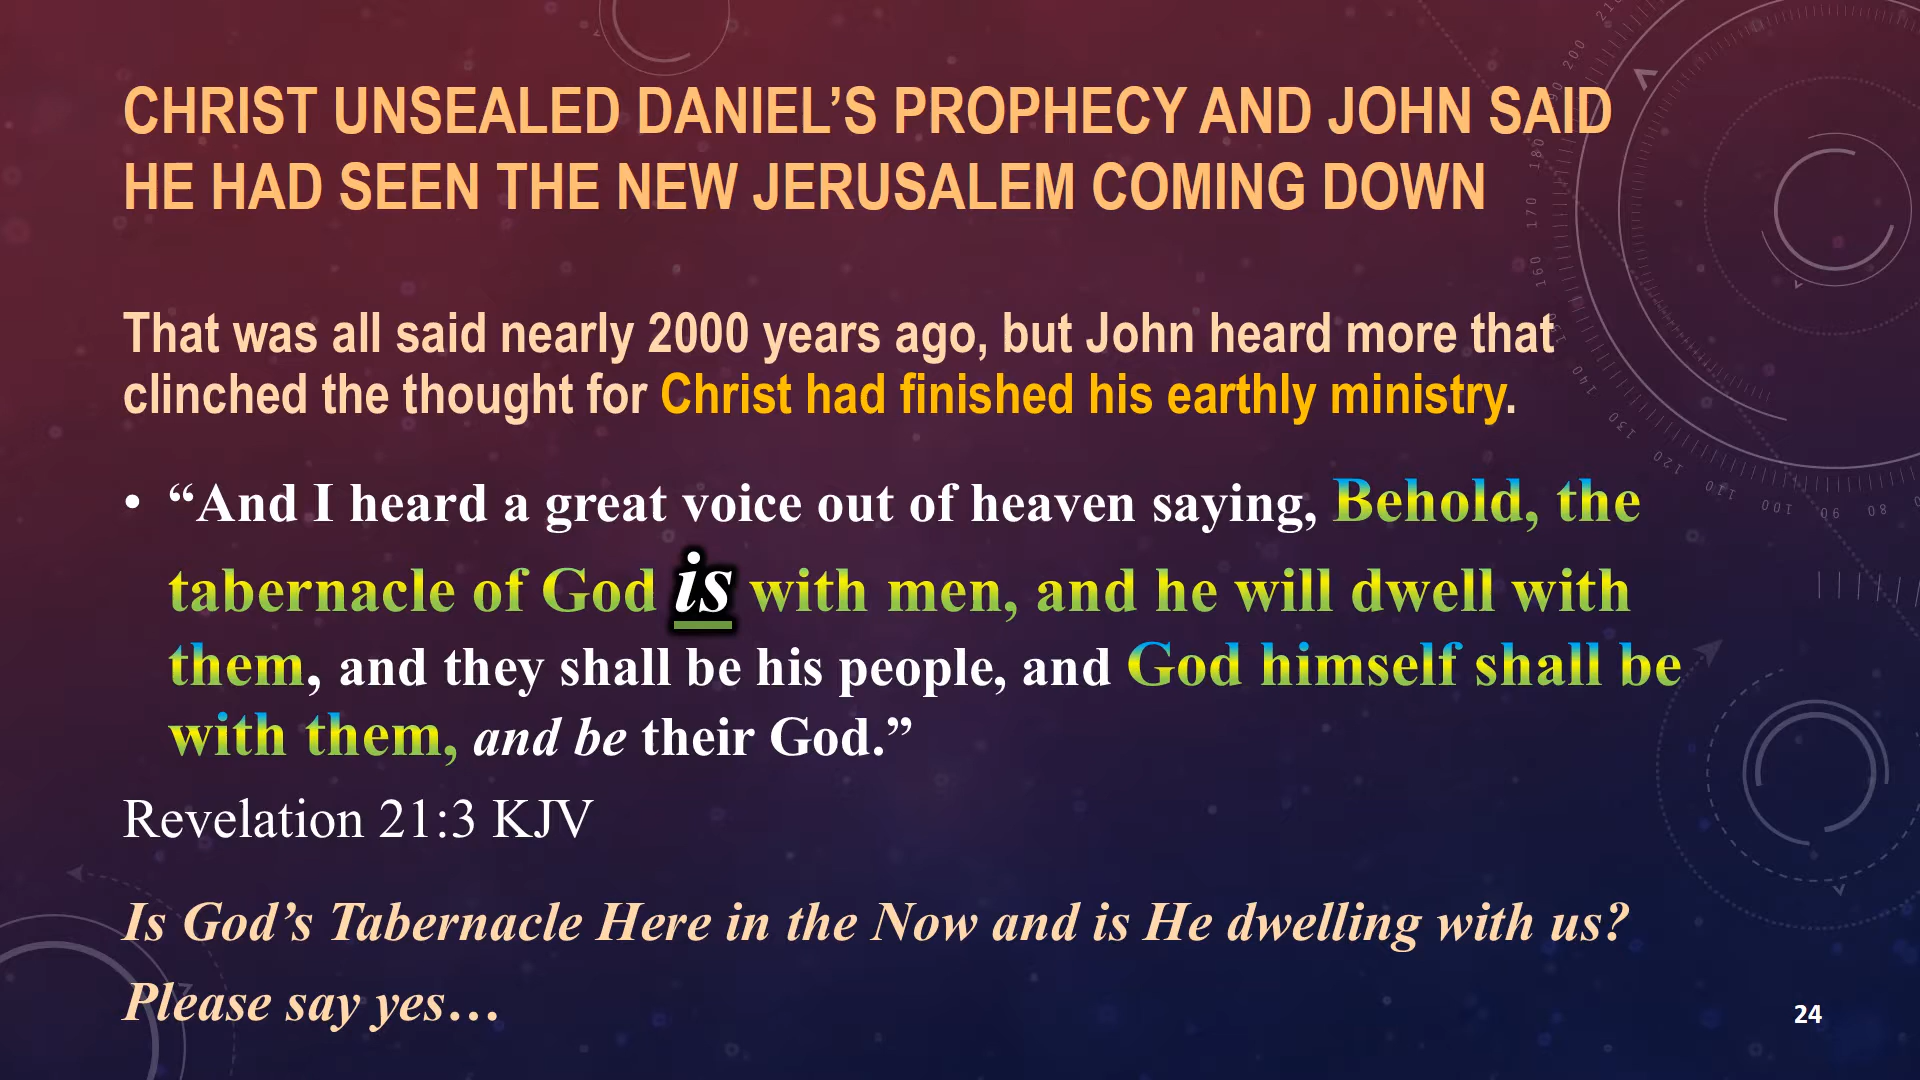 CHRIST UNSEALED DANIEL’S PROPHECY AND JOHN SAID
HE HAD SEEN THE NEW JERUSALEM COMING DOWN
That was all said nearly 2000 years ago, but John heard more that
clinched the thought for Christ had finished his earthly ministry.
• “And I heard a great voice out of heaven saying, Behold, the
tabernacle of God is with men, and he will dwell with
them, and they shall be his people, and God himself shall be
with them, and be their God.”
Revelation 21:3 KJV
Is God’s Tabernacle Here in the Now and is He dwelling with us?
Please say yes…
24